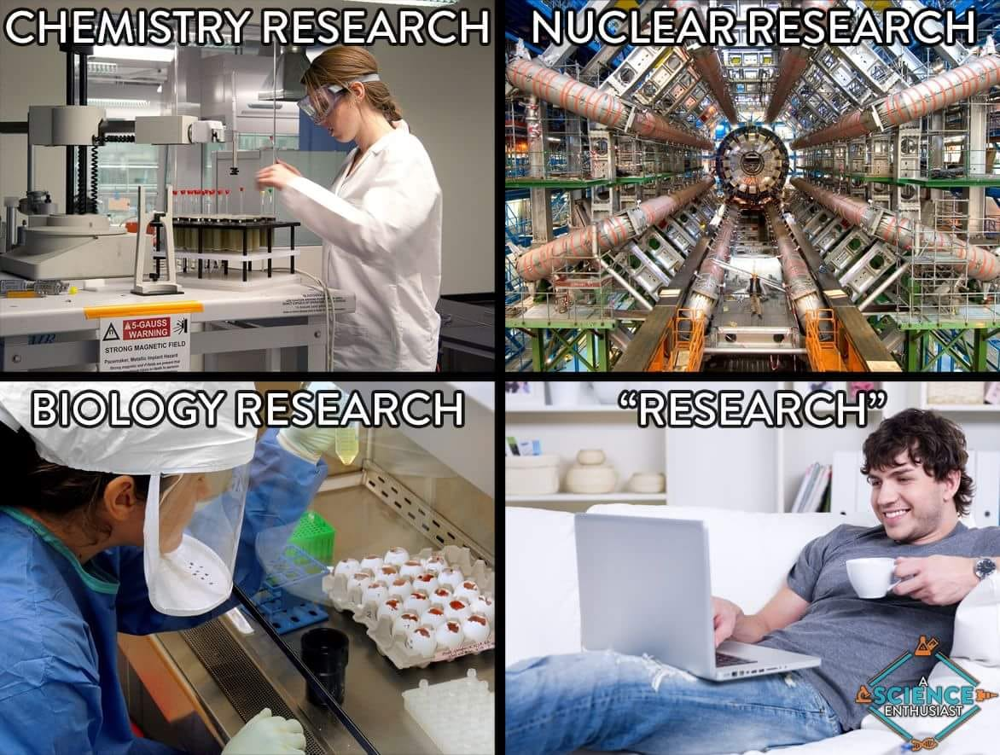 CHEMISTRY RESEARCH
NUCLEAR RESEARCH
5-GAUSS
WARNING
STRONG MAGNETIC FIELD
Pacemaker, Metallic Implant Hazard
BIOLOGY RESEARCH
“RESEARCH”
A
SCIENCE
ENTHUSIAST